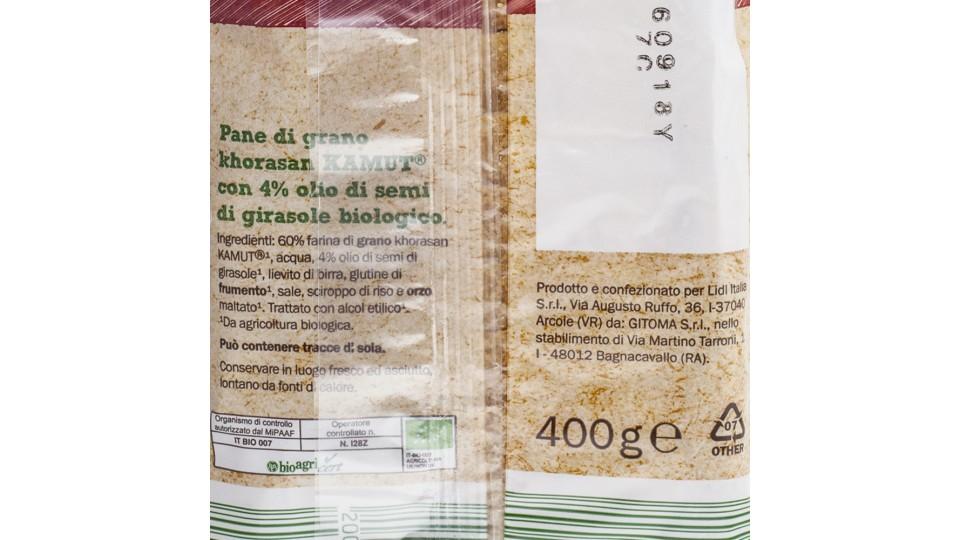 Pane di grano
khorasan KAMUT®
con 4% olio di semi
di girasole biologico.
Ingredienti: 60% farina di grano khorasan
KAMUT®¹, acqua, 4% olio di semi di
girasole¹, lievito di birra, glutine di
frumento¹, sale, sciroppo di riso e orzo
maltato¹. Trattato con alcol etilico¹.
¹Da agricoltura biologica.
Può contenere tracce di soia.
Conservare in luogo fresco ed asciutto,
lontano da fonti di calore.
Organismo di controllo
autorizzato dal MiPAAF
IT BIO 007
Operatore
controllato n.
N. I28Z
bioagricert
200
60918Y
7C
Prodotto e confezionato per Lidl Italia
S.r.l., Via Augusto Ruffo, 36, I-37040
Arcole (VR) da: GITOMA S.r.l., nello
stabilimento di Via Martino Tarroni, 1
I - 48012 Bagnacavallo (RA).
400g e
07
OTHER